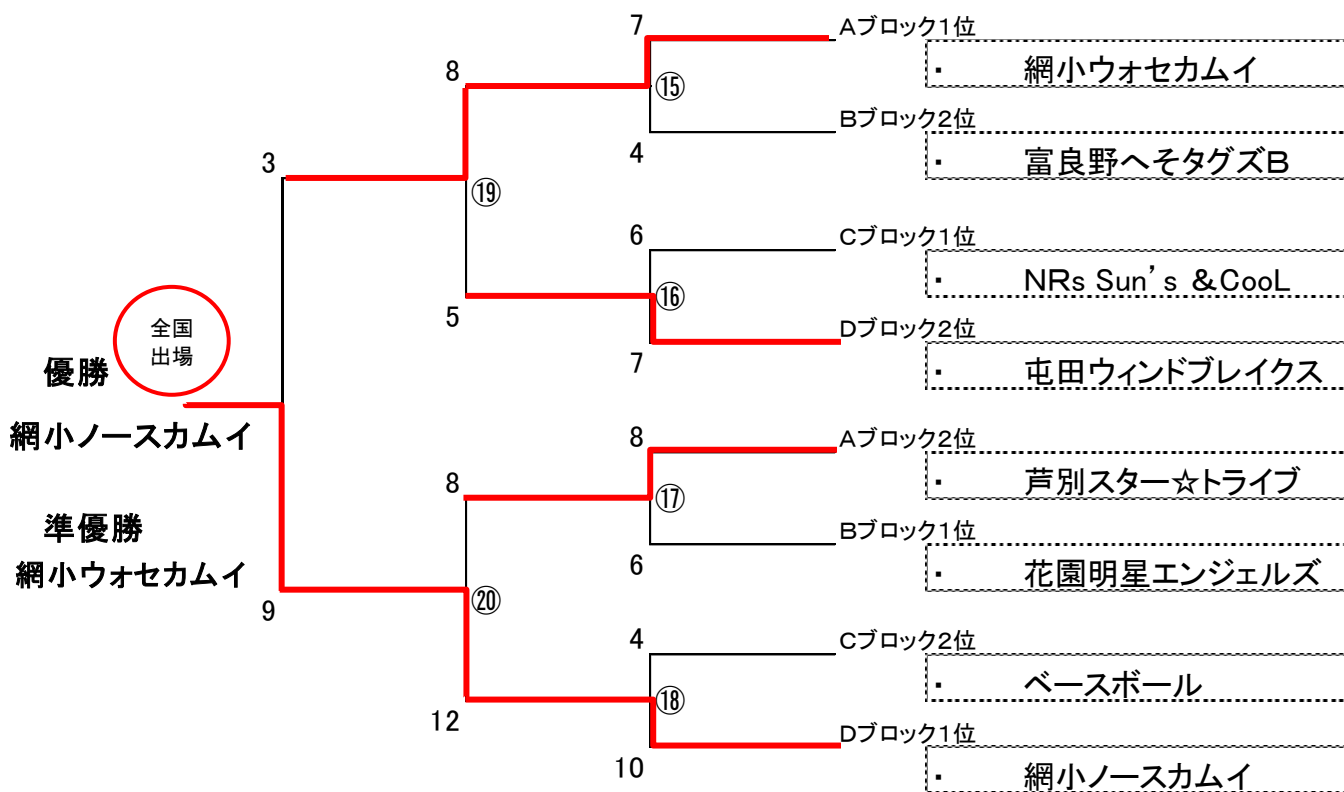 7
Aブロック1位
・ 網小ウォセカムイ
8
⑮
Bブロック2位
4
・ 富良野へそタグズB
3
⑲
6
Cブロック1位
・ NRs Sun's &CooL
⑯
5
Dブロック2位
7
・ 屯田ウィンドブレイクス
全国
出場
優勝
網小ノースカムイ
8
Aブロック2位
・ 芦別スター☆トライブ
8
⑰
準優勝
網小ウォセカムイ
Bブロック1位
6
・ 花園明星エンジェルズ
9
⑳
4
Cブロック2位
・ ベースボール
⑱
12
Dブロック1位
10
・ 網小ノースカムイ